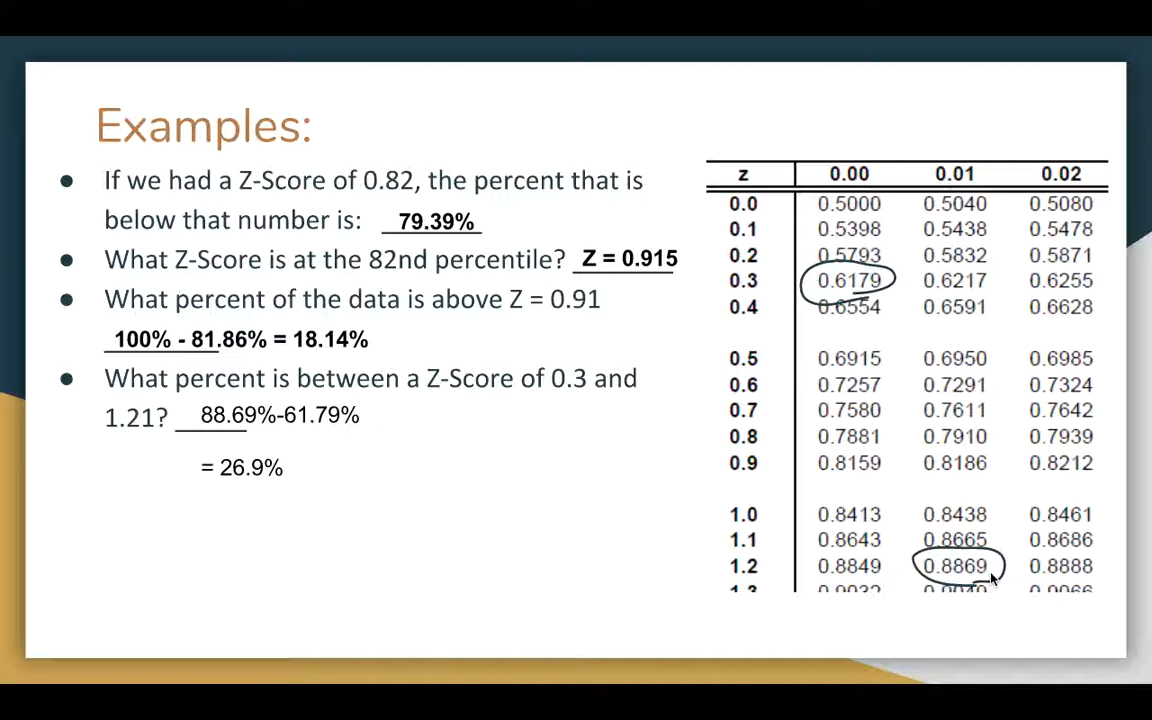 Examples:
● If we had a Z-Score of 0.82, the percent that is
below that number is: 79.39%
● What Z-Score is at the 82nd percentile? Z = 0.915
● What percent of the data is above Z = 0.91
100% - 81.86% = 18.14%
● What percent is between a Z-Score of 0.3 and
1.21? 88.69%-61.79%
= 26.9%
z 0.00 0.01 0.02
0.0 0.5000 0.5040 0.5080
0.1 0.5398 0.5438 0.5478
0.2 0.5793 0.5832 0.5871
0.3 0.6179 0.6217 0.6255
0.4 0.6554 0.6591 0.6628
0.5 0.6915 0.6950 0.6985
0.6 0.7257 0.7291 0.7324
0.7 0.7580 0.7611 0.7642
0.8 0.7881 0.7910 0.7939
0.9 0.8159 0.8186 0.8212
1.0 0.8413 0.8438 0.8461
1.1 0.8643 0.8665 0.8686
1.2 0.8849 0.8869 0.8888